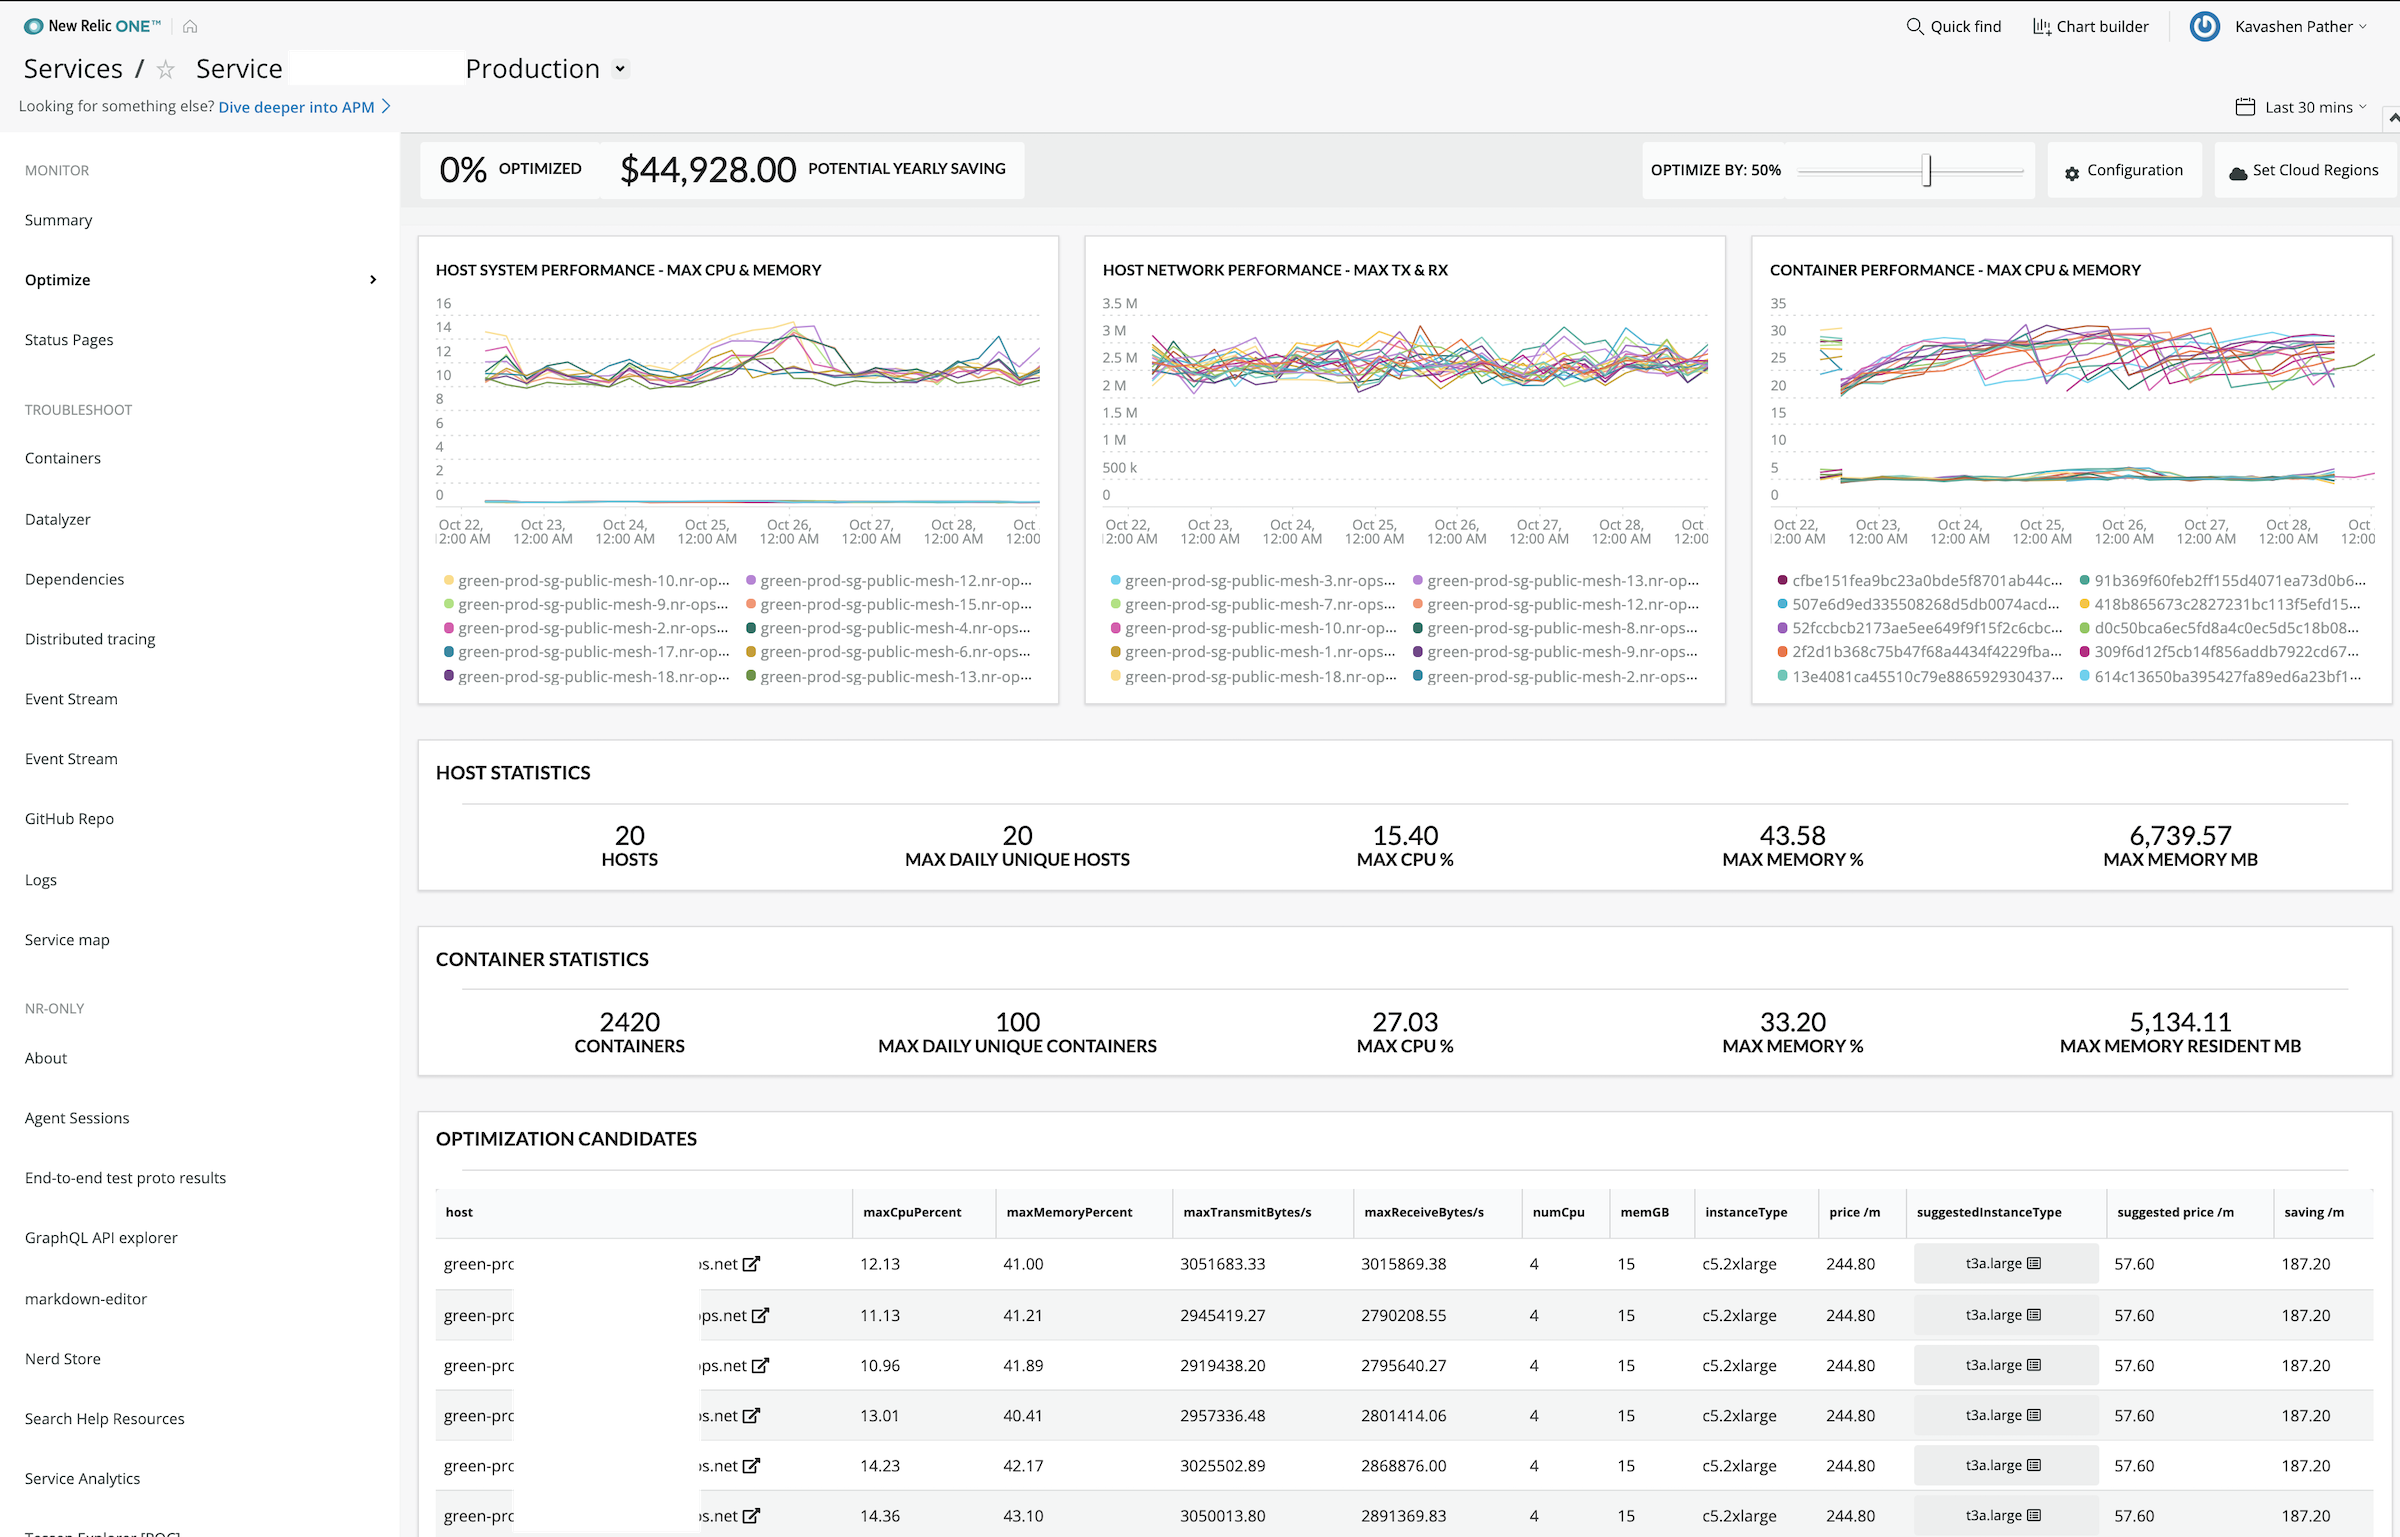 New Relic ONE™
Quick find
Chart builder
Kavashen Pather
Services / Service Production
Looking for something else? Dive deeper into APM
Last 30 mins
MONITOR
Summary
Optimize
Status Pages
TROUBLESHOOT
Containers
Datalyzer
Dependencies
Distributed tracing
Event Stream
Event Stream
GitHub Repo
Logs
Service map
NR-ONLY
About
Agent Sessions
End-to-end test proto results
GraphQL API explorer
markdown-editor
Nerd Store
Search Help Resources
Service Analytics
0% OPTIMIZED $44,928.00 POTENTIAL YEARLY SAVING
OPTIMIZE BY: 50%
Configuration
Set Cloud Regions
HOST SYSTEM PERFORMANCE - MAX CPU & MEMORY
16
14
12
10
8
6
4
2
0
Oct 22, Oct 23, Oct 24, Oct 25, Oct 26, Oct 27, Oct 28, Oct
12:00 AM 12:00 AM 12:00 AM 12:00 AM 12:00 AM 12:00 AM 12:00 AM 12:00
green-prod-sg-public-mesh-10.nr-op... green-prod-sg-public-mesh-12.nr-op...
green-prod-sg-public-mesh-9.nr-ops... green-prod-sg-public-mesh-15.nr-op...
green-prod-sg-public-mesh-2.nr-ops... green-prod-sg-public-mesh-4.nr-ops...
green-prod-sg-public-mesh-17.nr-op... green-prod-sg-public-mesh-6.nr-ops...
green-prod-sg-public-mesh-18.nr-op... green-prod-sg-public-mesh-13.nr-op...
HOST NETWORK PERFORMANCE - MAX TX & RX
3.5 M
3 M
2.5 M
2 M
1.5 M
1 M
500 k
0
Oct 22, Oct 23, Oct 24, Oct 25, Oct 26, Oct 27, Oct 28, Oct
12:00 AM 12:00 AM 12:00 AM 12:00 AM 12:00 AM 12:00 AM 12:00 AM 12:00
green-prod-sg-public-mesh-3.nr-ops... green-prod-sg-public-mesh-13.nr-op...
green-prod-sg-public-mesh-7.nr-ops... green-prod-sg-public-mesh-12.nr-op...
green-prod-sg-public-mesh-10.nr-op... green-prod-sg-public-mesh-8.nr-ops...
green-prod-sg-public-mesh-1.nr-ops... green-prod-sg-public-mesh-9.nr-ops...
green-prod-sg-public-mesh-18.nr-op... green-prod-sg-public-mesh-2.nr-ops...
CONTAINER PERFORMANCE - MAX CPU & MEMORY
35
30
25
20
15
10
5
0
Oct 22, Oct 23, Oct 24, Oct 25, Oct 26, Oct 27, Oct 28, Oct
12:00 AM 12:00 AM 12:00 AM 12:00 AM 12:00 AM 12:00 AM 12:00 AM 12:00
cfbe151fea9bc23a0bde5f8701ab44c... 91b369f60feb2ff155d4071ea73d0b6...
507e6d9ed335508268d5db0074acd... 418b865673c2827231bc113f5efd15...
52fccbcb2173ae5ee649f9f15f2c6cbc... d0c50bca6ec5fd8a4c0ec5d5c18b08...
2f2d1b368c75b47f68a4434f4229fba... 309f6d12f5cb14f856addb7922cd67...
13e4081ca45510c79e886592930437... 614c13650ba395427fa89ed6a23bf1...
HOST STATISTICS
20 20 15.40 43.58 6,739.57
HOSTS MAX DAILY UNIQUE HOSTS MAX CPU % MAX MEMORY % MAX MEMORY MB
CONTAINER STATISTICS
2420 100 27.03 33.20 5,134.11
CONTAINERS MAX DAILY UNIQUE CONTAINERS MAX CPU % MAX MEMORY % MAX MEMORY RESIDENT MB
OPTIMIZATION CANDIDATES
host maxCpuPercent maxMemoryPercent maxTransmitBytes/s maxReceiveBytes/s numCpu memGB instanceType price /m suggestedInstanceType suggested price /m saving /m
green-pro s.net 12.13 41.00 3051683.33 3015869.38 4 15 c5.2xlarge 244.80 t3a.large 57.60 187.20
green-pro ps.net 11.13 41.21 2945419.27 2790208.55 4 15 c5.2xlarge 244.80 t3a.large 57.60 187.20
green-pro ps.net 10.96 41.89 2919438.20 2795640.27 4 15 c5.2xlarge 244.80 t3a.large 57.60 187.20
green-pro s.net 13.01 40.41 2957336.48 2801414.06 4 15 c5.2xlarge 244.80 t3a.large 57.60 187.20
green-pro s.net 14.23 42.17 3025502.89 2868876.00 4 15 c5.2xlarge 244.80 t3a.large 57.60 187.20
green-pro s.net 14.36 43.10 3050013.80 2891369.83 4 15 c5.2xlarge 244.80 t3a.large 57.60 187.20